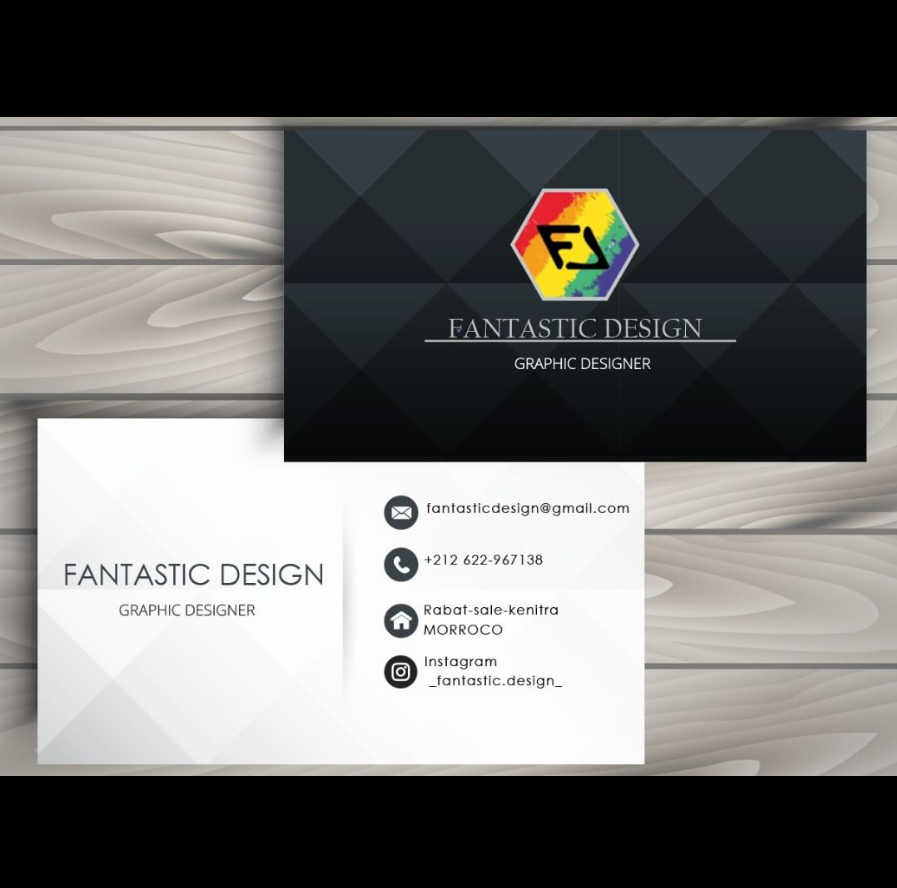 FANTASTIC DESIGN
GRAPHIC DESIGNER
FANTASTIC DESIGN
GRAPHIC DESIGNER
fantasticdesign@gmail.com
+212 622-967138
Rabat-sale-kenitra
MORROCO
Instagram
_fantastic.design_